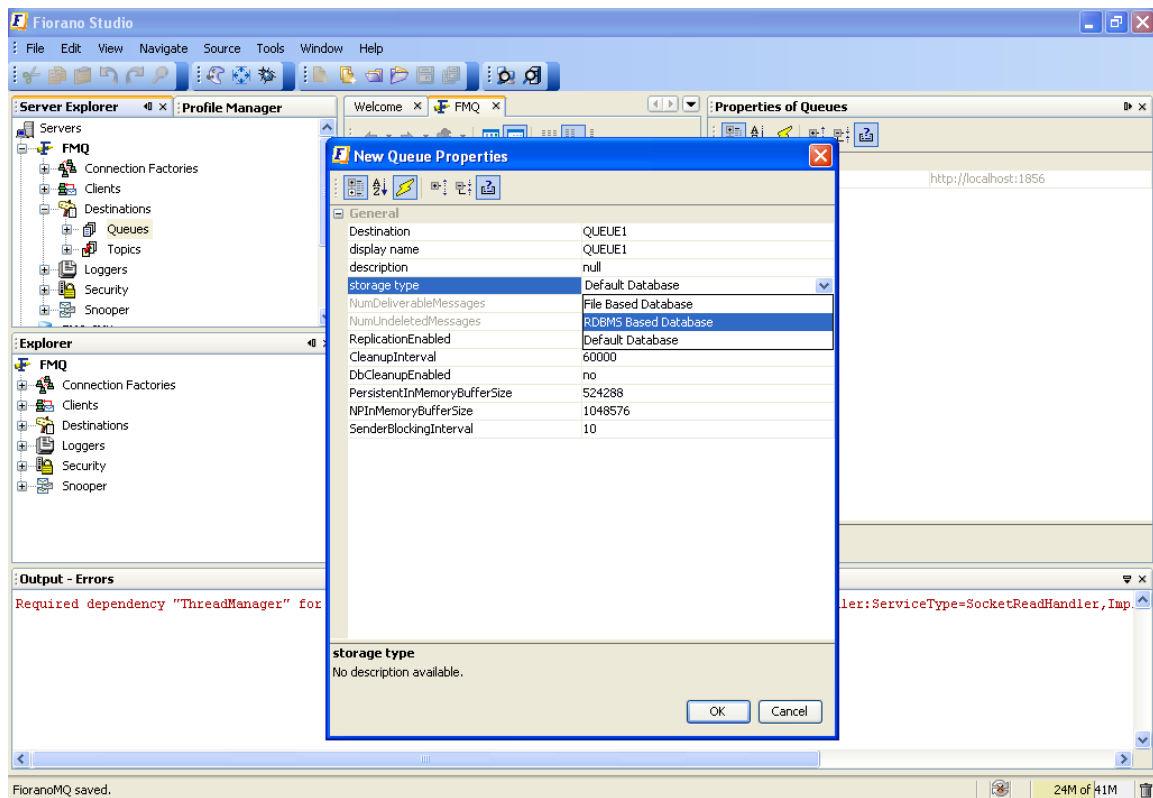 Fiorano Studio
File Edit View Navigate Source Tools Window Help
Server Explorer
Profile Manager
Servers
FMQ
Connection Factories
Clients
Destinations
Queues
Topics
Loggers
Security
Snooper
Explorer
FMQ
Connection Factories
Clients
Destinations
Loggers
Security
Snooper
Welcome
FMQ
Properties of Queues
http://localhost:1856
New Queue Properties
General
Destination QUEUE1
display name QUEUE1
description null
storage type Default Database
NumDeliverableMessages File Based Database
NumUndeletedMessages RDBMS Based Database
ReplicationEnabled Default Database
CleanupInterval 60000
DbCleanupEnabled no
PersistentInMemoryBufferSize 524288
NPInMemoryBufferSize 1048576
SenderBlockingInterval 10
storage type
No description available.
OK Cancel
Output - Errors
Required dependency "ThreadManager" for ler:ServiceType=SocketReadHandler,Imp
FioranoMQ saved.
24M of 41M